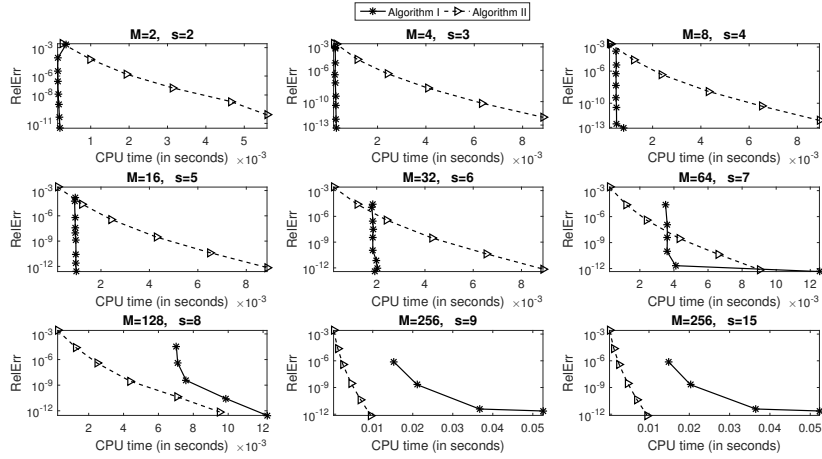 Algorithm I Algorithm II
M=2, s=2
M=4, s=3
M=8, s=4
RelErr
10^-3
10^-6
10^-8
10^-11
1 2 3 4 5
×10^-3
CPU time (in seconds)
RelErr
10^-3
10^-6
10^-10
10^-13
2 4 6 8
×10^-3
CPU time (in seconds)
RelErr
10^-3
10^-6
10^-10
10^-13
2 4 6 8
×10^-3
CPU time (in seconds)
M=16, s=5
M=32, s=6
M=64, s=7
RelErr
10^-3
10^-6
10^-9
10^-12
2 4 6 8
×10^-3
CPU time (in seconds)
RelErr
10^-3
10^-6
10^-9
10^-12
2 4 6 8
×10^-3
CPU time (in seconds)
RelErr
10^-3
10^-6
10^-9
10^-12
2 4 6 8 10 12
×10^-3
CPU time (in seconds)
M=128, s=8
M=256, s=9
M=256, s=15
RelErr
10^-3
10^-6
10^-9
10^-12
2 4 6 8 10 12
×10^-3
CPU time (in seconds)
RelErr
10^-3
10^-6
10^-9
10^-12
0.01 0.02 0.03 0.04 0.05
CPU time (in seconds)
RelErr
10^-3
10^-6
10^-9
10^-12
0.01 0.02 0.03 0.04 0.05
CPU time (in seconds)